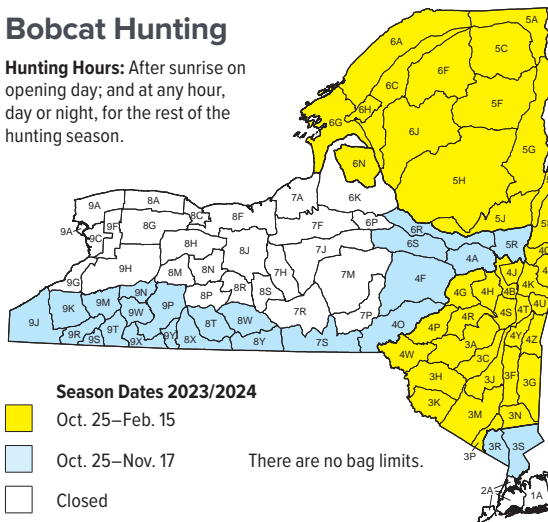 Bobcat Hunting
Hunting Hours: After sunrise on
opening day; and at any hour,
day or night, for the rest of the
hunting season.
6A
5A
5C
6C
6F
6H
5F
6G
6J
5G
6N
5H
9A
8A
7A
6K
8C
8F
9F
8G
7F
6P
6R
5J
9A
9C
6S
5R
8H
8J
7J
4A
9H
8M
8N
7H
7M
4F
4J
9G
8R
8S
4G
4H
4B
4K
9N
8P
9K
9M
9P
7R
7P
4R
4S
4T
4U
9W
9J
8T
8W
4O
4P
4Y
4Z
9R
9S
9T
9X
9Y
8X
8Y
7S
3A
4W
3C
3H
3J
3F
3G
3K
3M
3N
3P
3R
3S
2A
1A
Season Dates 2023/2024
Oct. 25–Feb. 15
Oct. 25–Nov. 17
There are no bag limits.
Closed